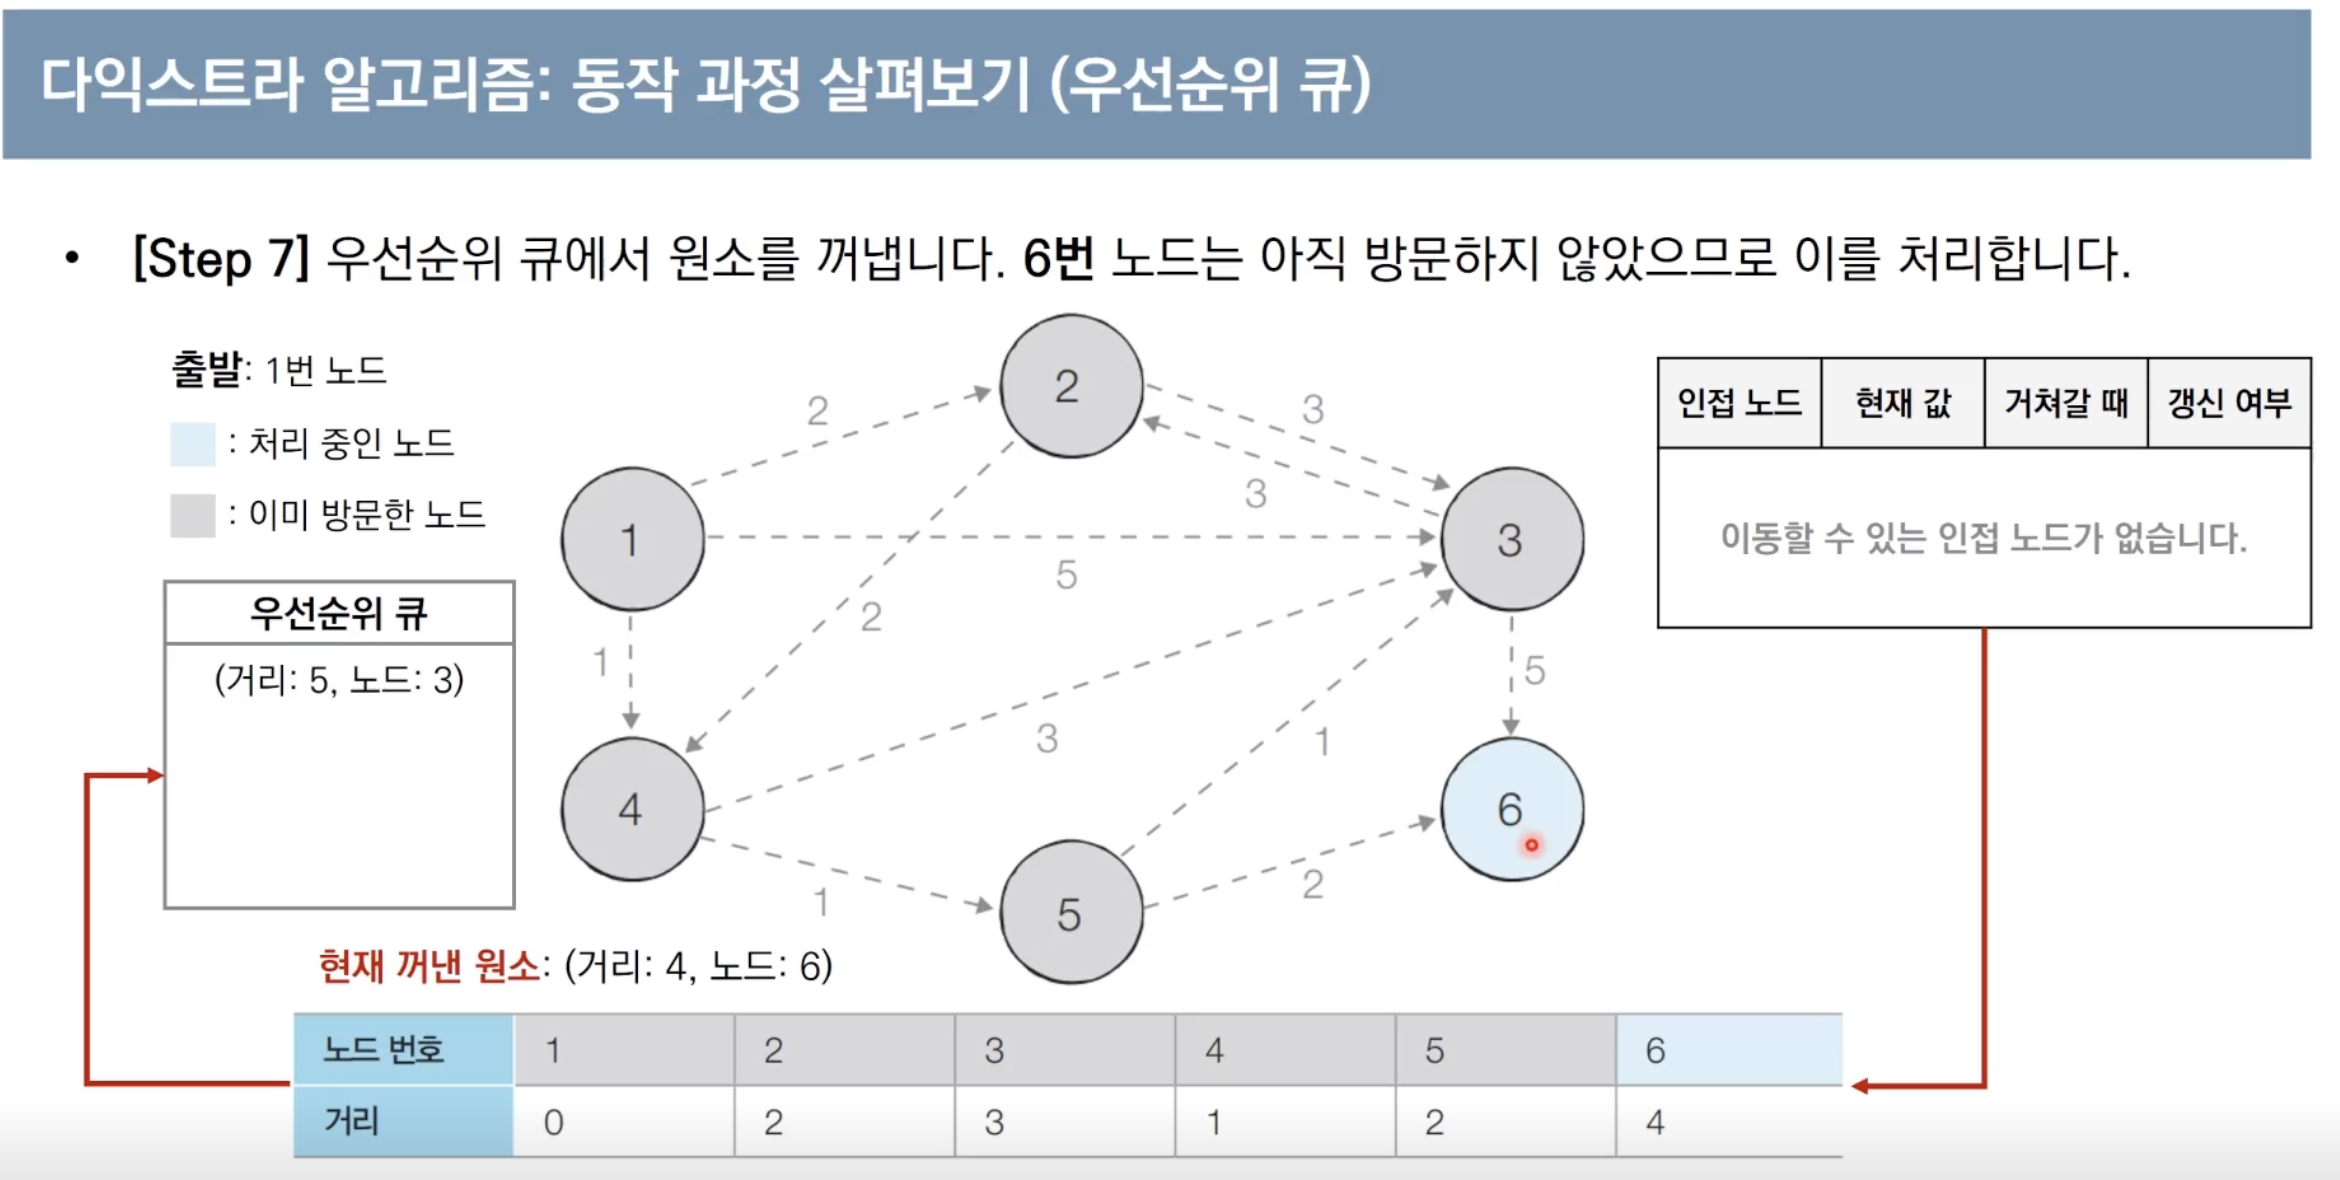 다익스트라 알고리즘: 동작 과정 살펴보기 (우선순위 큐)
• [Step 7] 우선순위 큐에서 원소를 꺼냅니다. 6번 노드는 아직 방문하지 않았으므로 이를 처리합니다.
출발: 1번 노드
: 처리 중인 노드
: 이미 방문한 노드
우선순위 큐
(거리: 5, 노드: 3)
2
2
3
3
1
5
3
2
1
3
5
4
1
6
1
5
2
인접 노드 현재 값 거쳐갈 때 갱신 여부
이동할 수 있는 인접 노드가 없습니다.
현재 꺼낸 원소: (거리: 4, 노드: 6)
노드 번호 1 2 3 4 5 6
거리 0 2 3 1 2 4